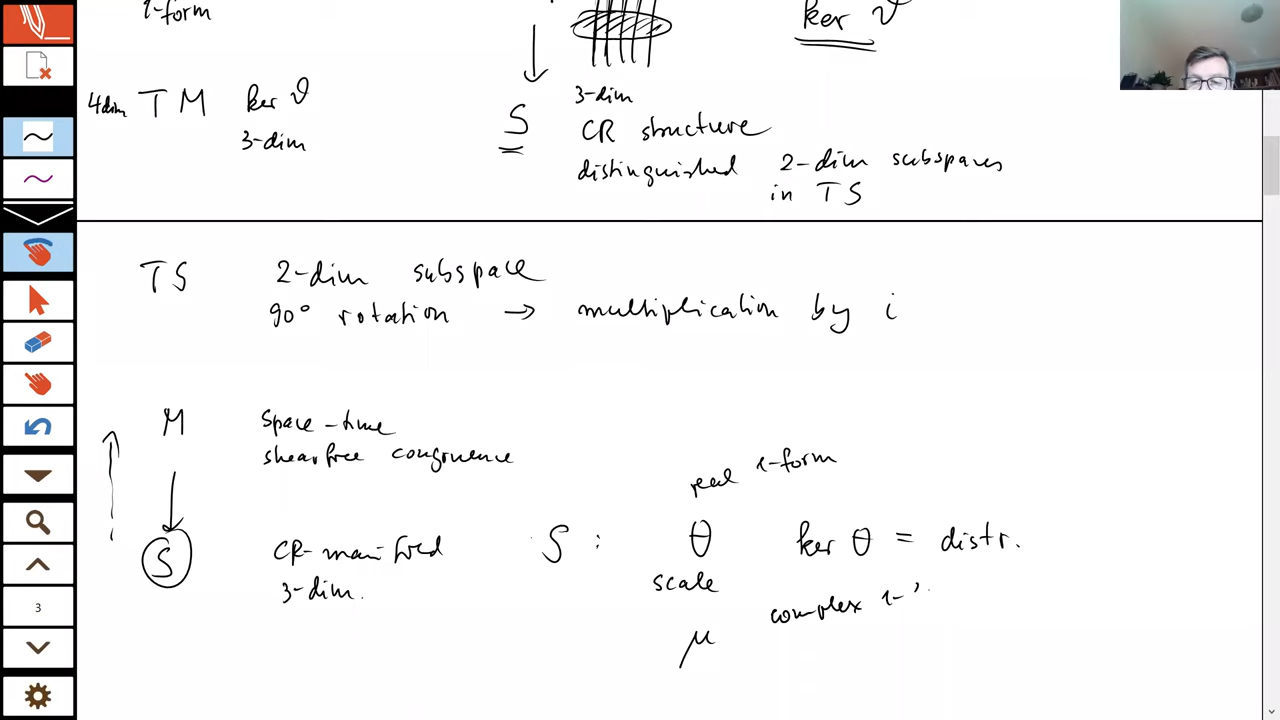 1-form
ker ϑ
4dim TM ker ϑ
3-dim
3-dim
S CR structure
distinguished 2-dim subspaces
in TS
TS 2-dim subspace
90° rotation → multiplication by i
M space-time
shearfree congruence
real 1-form
S CR-manifold S : θ ker θ = distr.
3-dim. scale
complex 1-
μ
3